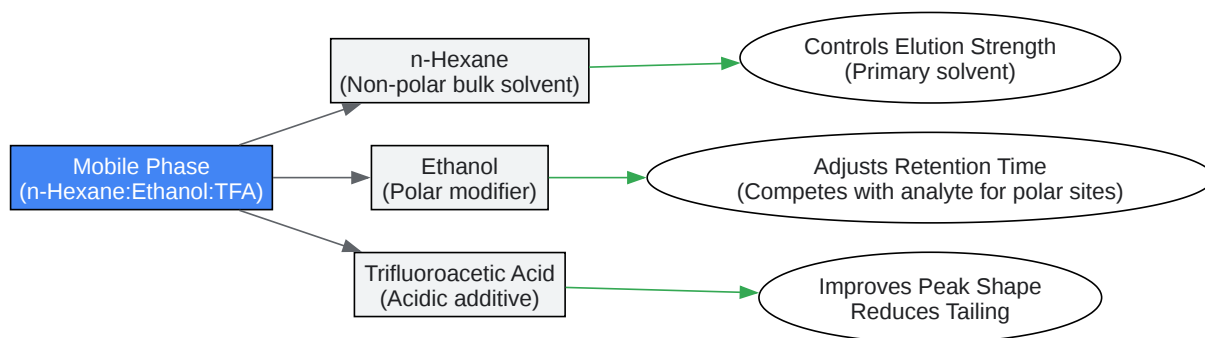 n-Hexane
(Non-polar bulk solvent)
Controls Elution Strength
(Primary solvent)
Mobile Phase
(n-Hexane:Ethanol:TFA)
Ethanol
(Polar modifier)
Adjusts Retention Time
(Competes with analyte for polar sites)
Trifluoroacetic Acid
(Acidic additive)
Improves Peak Shape
Reduces Tailing